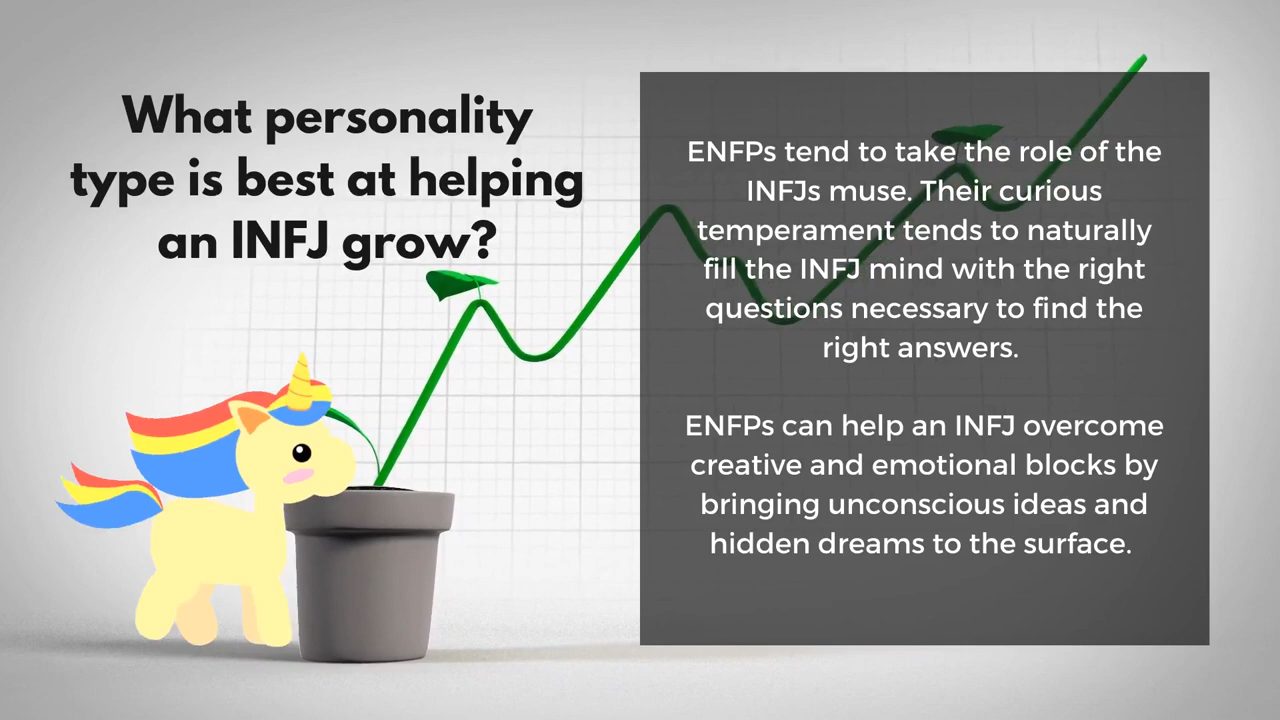 What personality
type is best at helping
an INFJ grow?
ENFPs tend to take the role of the
INFJs muse. Their curious
temperament tends to naturally
fill the INFJ mind with the right
questions necessary to find the
right answers.
ENFPs can help an INFJ overcome
creative and emotional blocks by
bringing unconscious ideas and
hidden dreams to the surface.